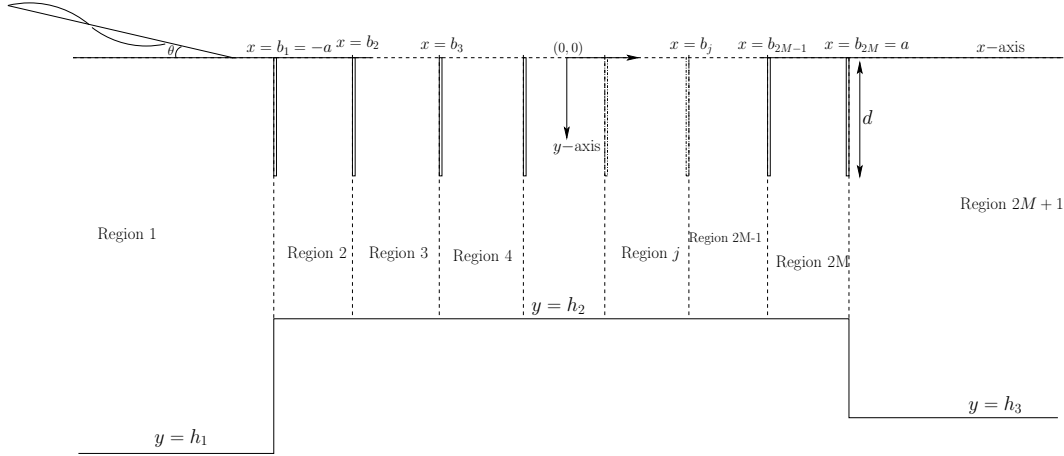 θ
x = b₁ = −a
x = b₂
x = b₃
(0, 0)
x = bⱼ
x = b₂M−1
x = b₂M = a
x−axis
d
y−axis
Region 1
Region 2
Region 3
Region 4
Region j
Region 2M-1
Region 2M
Region 2M + 1
y = h₂
y = h₁
y = h₃